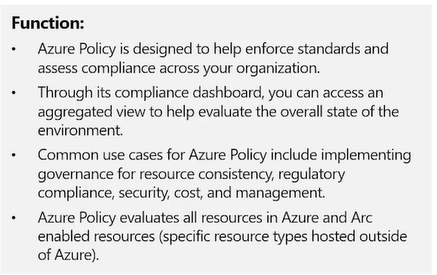 Function:
• Azure Policy is designed to help enforce standards and
assess compliance across your organization.
• Through its compliance dashboard, you can access an
aggregated view to help evaluate the overall state of the
environment.
• Common use cases for Azure Policy include implementing
governance for resource consistency, regulatory
compliance, security, cost, and management.
• Azure Policy evaluates all resources in Azure and Arc
enabled resources (specific resource types hosted outside
of Azure).